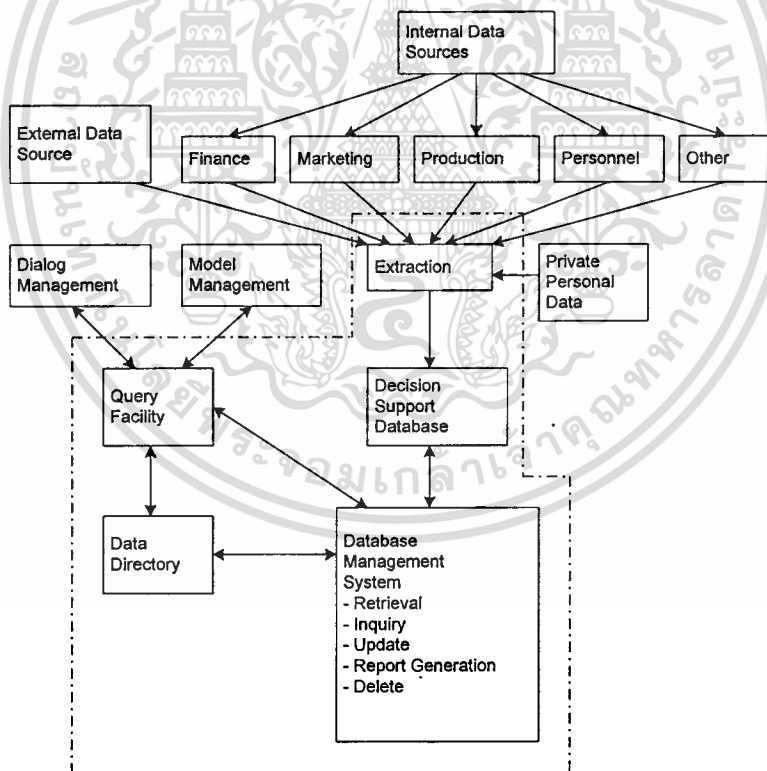 Internal Data
Sources
External Data
Source
Finance
Marketing
Production
Personnel
Other
Dialog
Management
Model
Management
Extraction
Private
Personal
Data
Query
Facility
Decision
Support
Database
Data
Directory
Database
Management
System
- Retrieval
- Inquiry
- Update
- Report Generation
- Delete